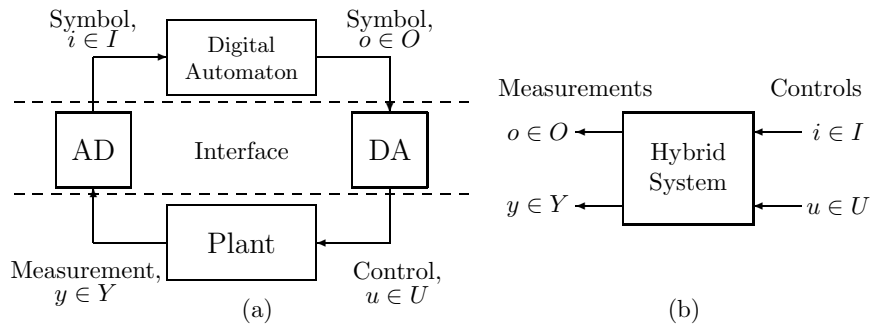 Symbol,
i ∈ I
Digital
Automaton
Symbol,
o ∈ O
AD
Interface
DA
Plant
Measurement,
y ∈ Y
Control,
u ∈ U
(a)
Measurements
Controls
o ∈ O
i ∈ I
Hybrid
System
y ∈ Y
u ∈ U
(b)